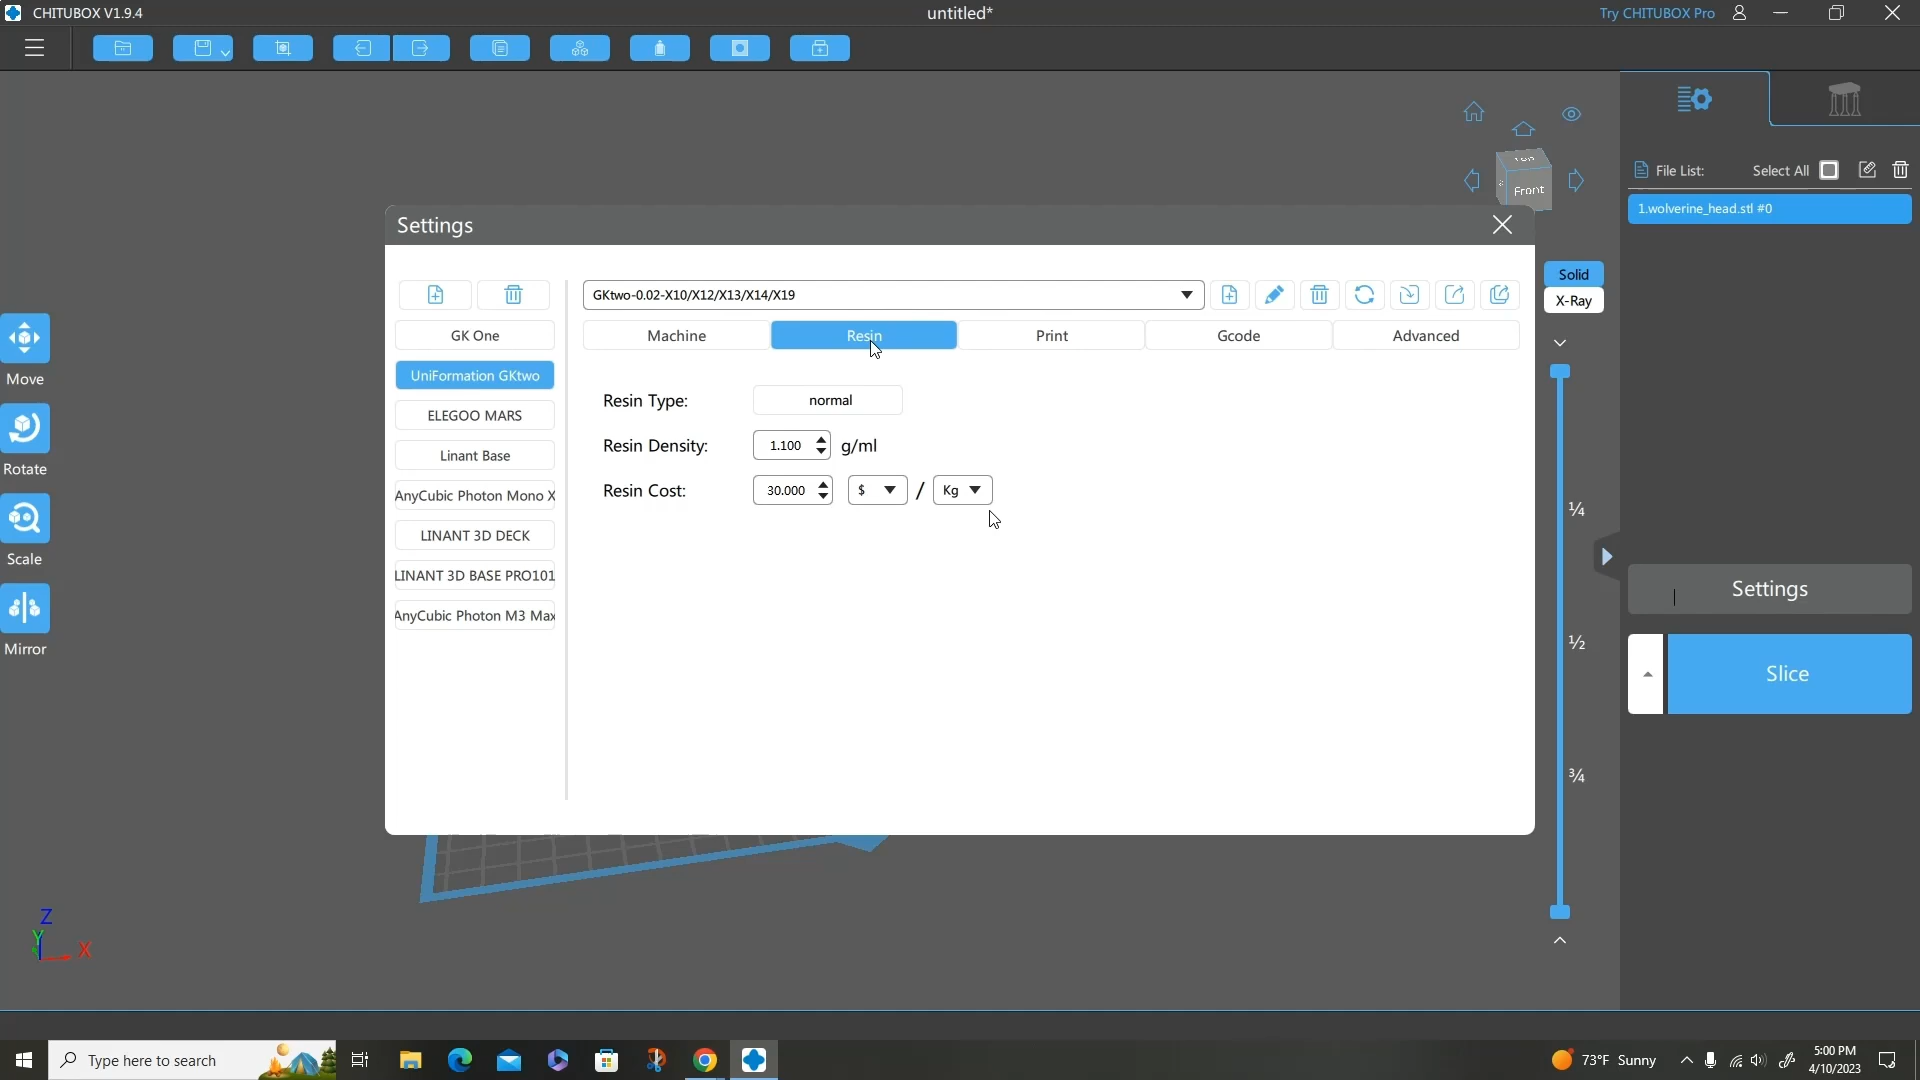 CHITUBOX V1.9.4
untitled*
Try CHITUBOX Pro
File List:
Select All
1.wolverine_head.stl #0
Front
Solid
X-Ray
Settings
GKtwo-0.02-X10/X12/X13/X14/X19
GK One
UniFormation GKtwo
ELEGOO MARS
Linant Base
AnyCubic Photon Mono X
LINANT 3D DECK
LINANT 3D BASE PRO101
AnyCubic Photon M3 Max
Machine
Resin
Print
Gcode
Advanced
Resin Type:
normal
Resin Density:
1.100
g/ml
Resin Cost:
30.000
$
/
Kg
Move
Rotate
Scale
Mirror
¼
½
¾
Settings
Slice
Z
Y
X
Type here to search
73°F Sunny
5:00 PM
4/10/2023